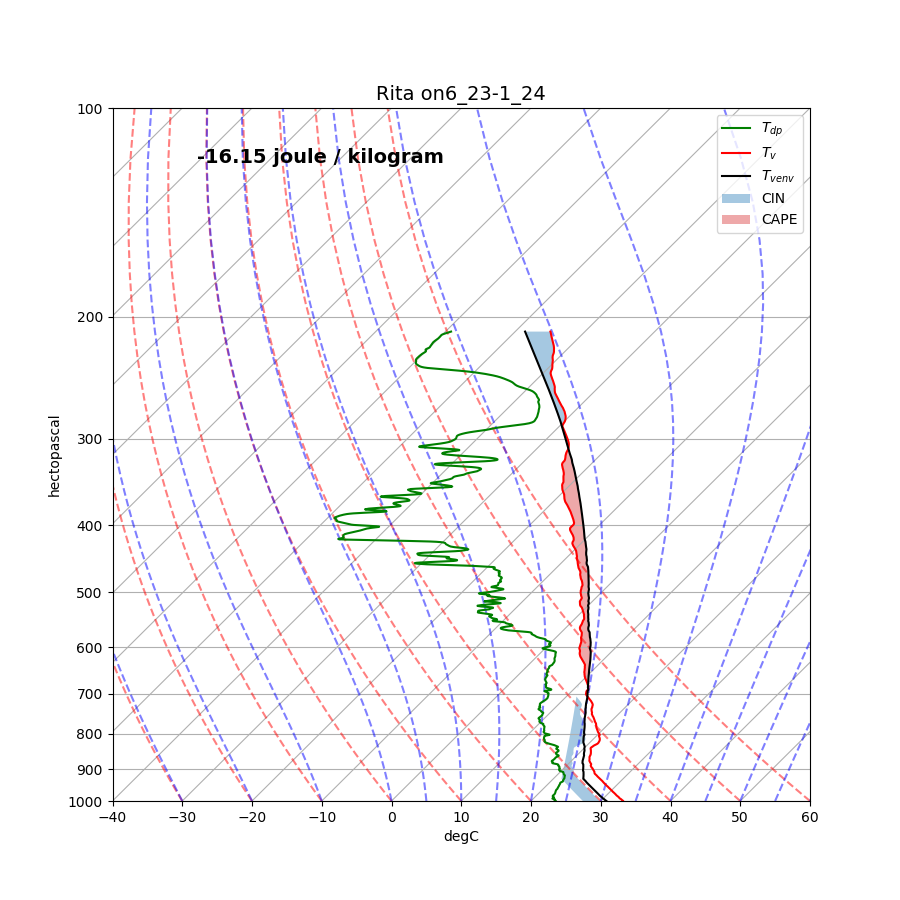 Rita on6_23-1_24
-16.15 joule / kilogram
T_dp
T_v
T_venv
CIN
CAPE
hectopascal
100
200
300
400
500
600
700
800
900
1000
−40
−30
−20
−10
0
10
20
30
40
50
60
degC